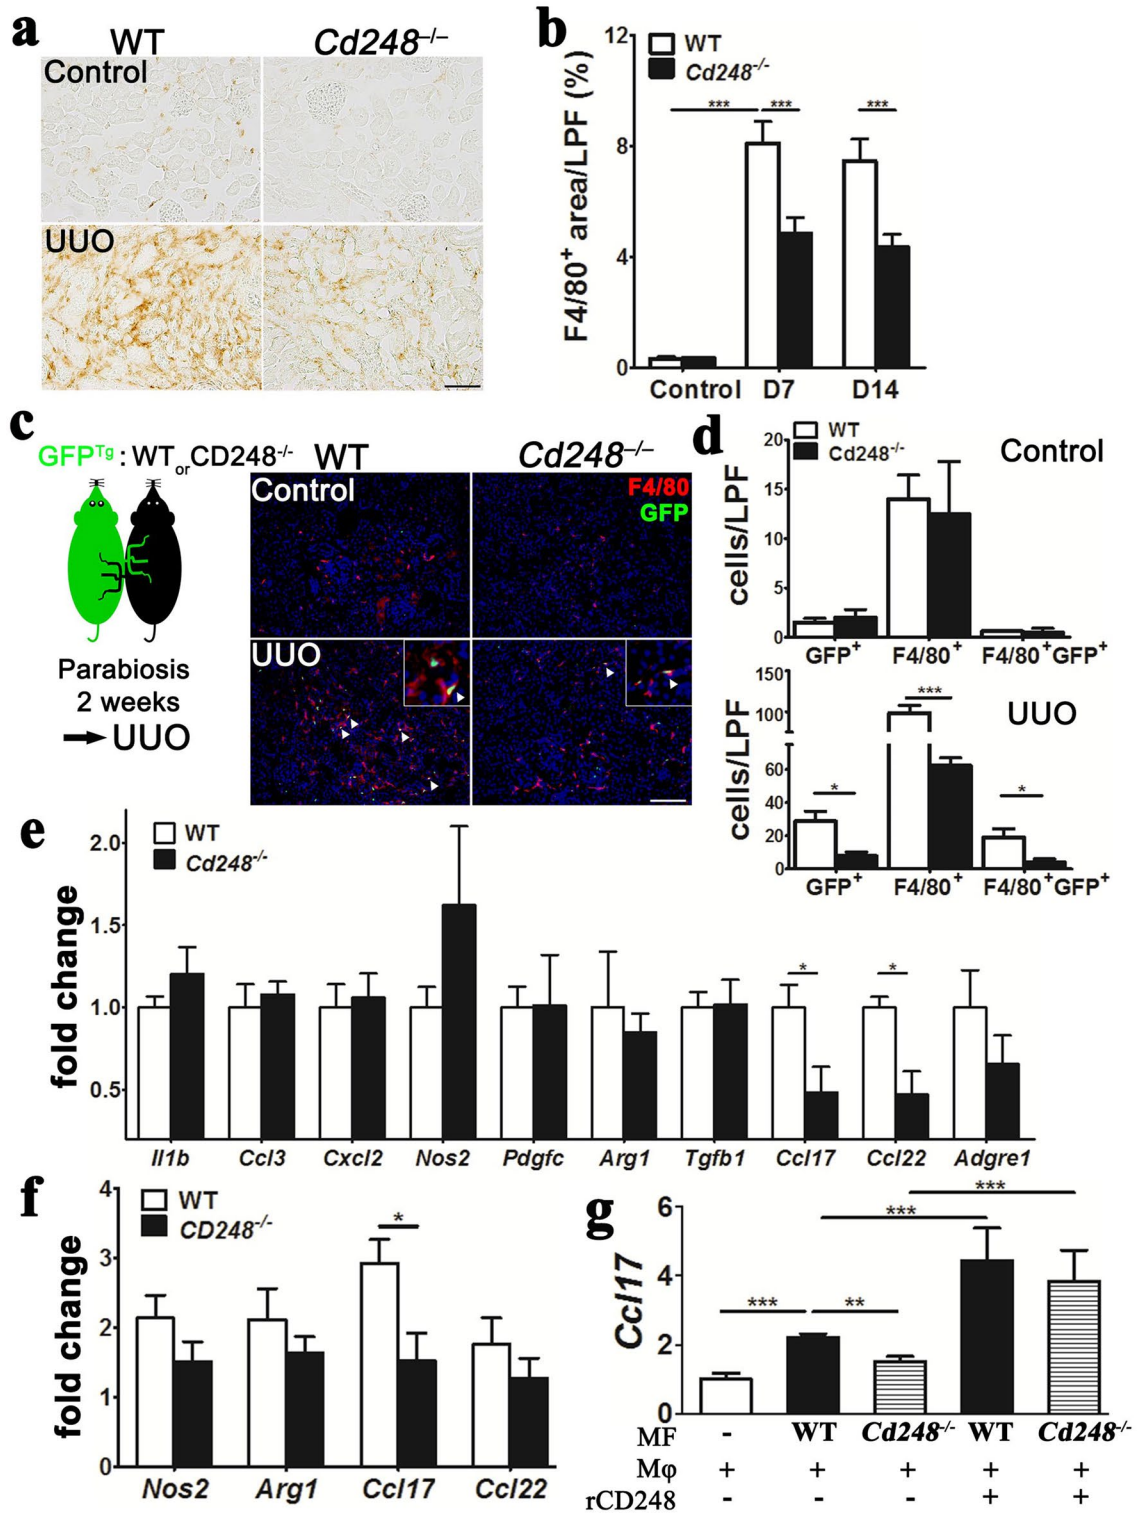 a
WT
Cd248–/–
Control
UUO
b
WT
Cd248-/-
F4/80+ area/LPF (%)
12
8
4
0
***
***
***
Control
D7
D14
c
GFPTg : WTorCD248-/-
Parabiosis
2 weeks
UUO
WT
Cd248–/–
Control
F4/80
GFP
UUO
d
WT
Cd248-/-
Control
cells/LPF
20
15
10
5
0
GFP+
F4/80+
F4/80+GFP+
UUO
cells/LPF
150
100
60
40
20
0
*
***
*
GFP+
F4/80+
F4/80+GFP+
e
WT
Cd248-/-
fold change
2.0
1.5
1.0
0.5
*
*
Il1b
Ccl3
Cxcl2
Nos2
Pdgfc
Arg1
Tgfb1
Ccl17
Ccl22
Adgre1
f
WT
CD248-/-
fold change
4
3
2
1
0
*
Nos2
Arg1
Ccl17
Ccl22
g
Ccl17
6
4
2
0
***
**
***
***
MF - WT Cd248-/- WT Cd248-/-
Mφ + + + + +
rCD248 - - - + +